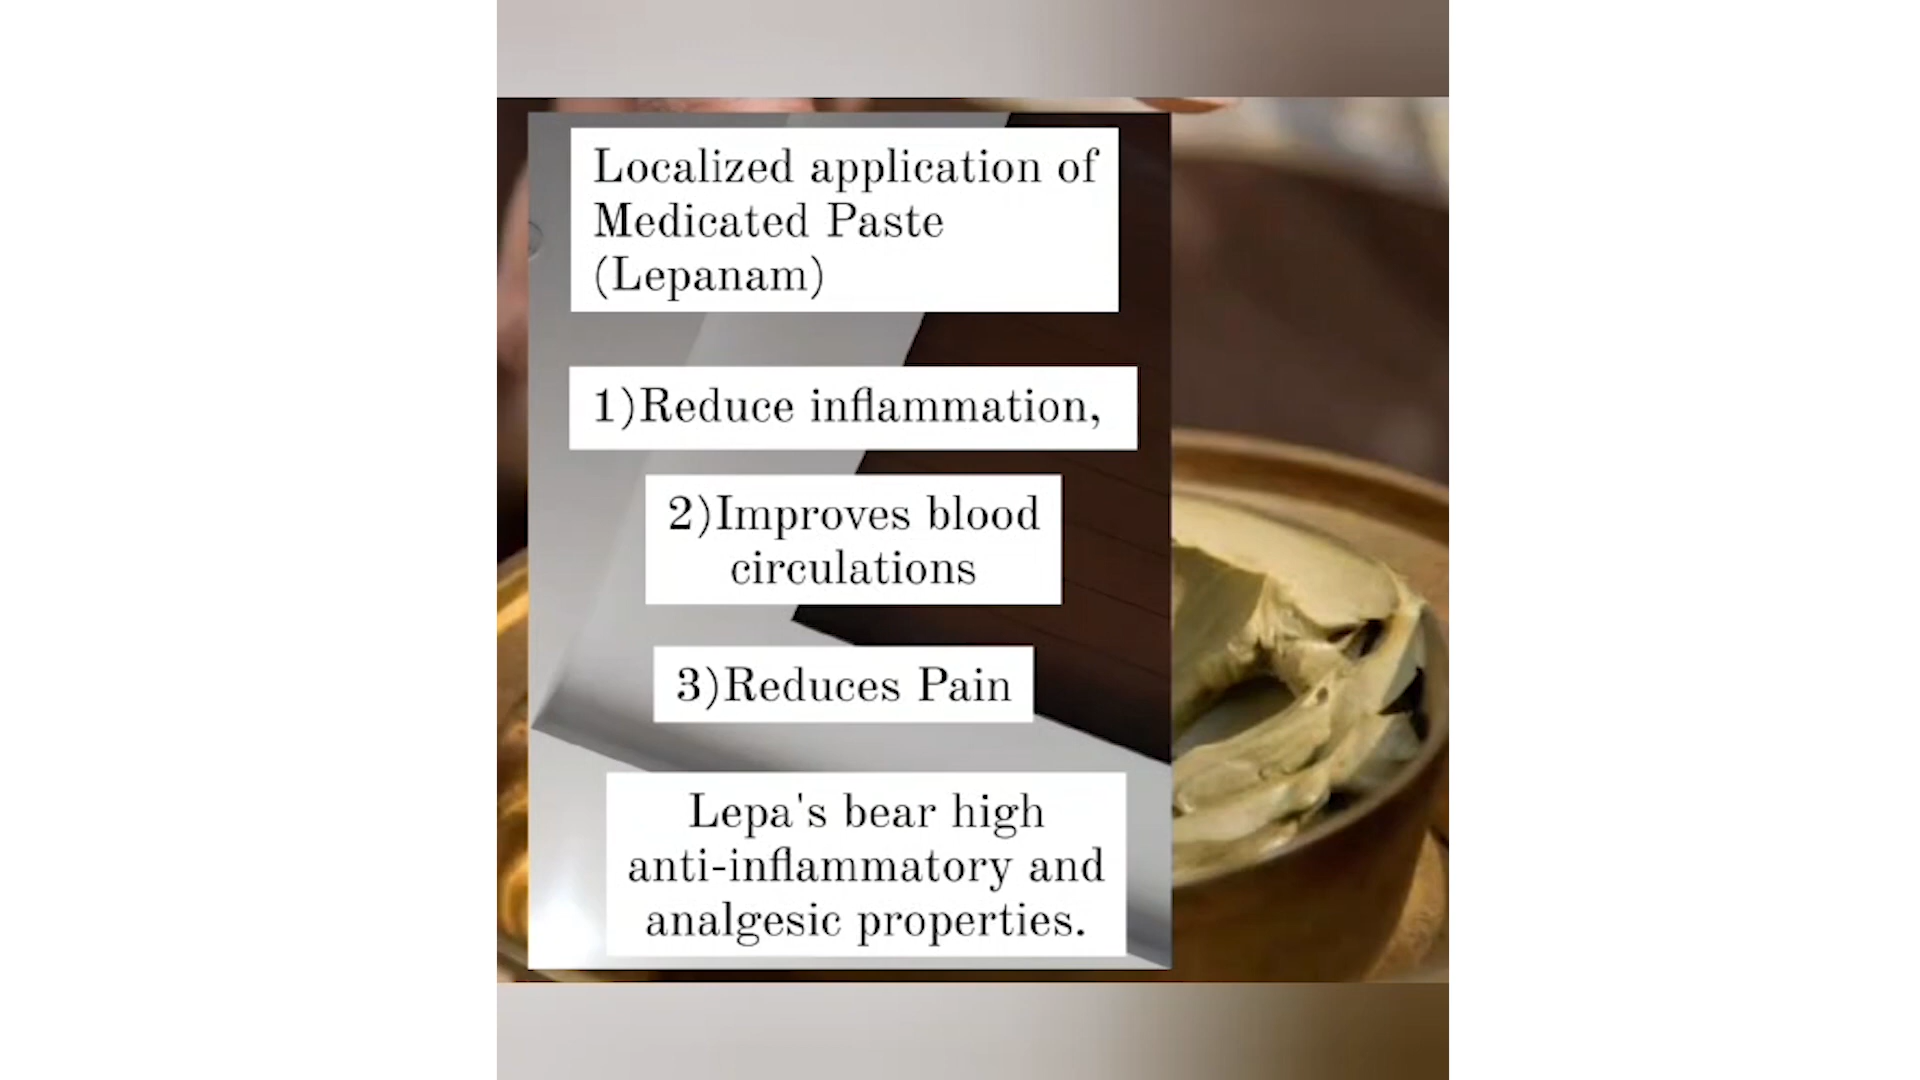 Localized application of
Medicated Paste
(Lepanam)
1)Reduce inflammation,
2)Improves blood
circulations
3)Reduces Pain
Lepa's bear high
anti-inflammatory and
analgesic properties.